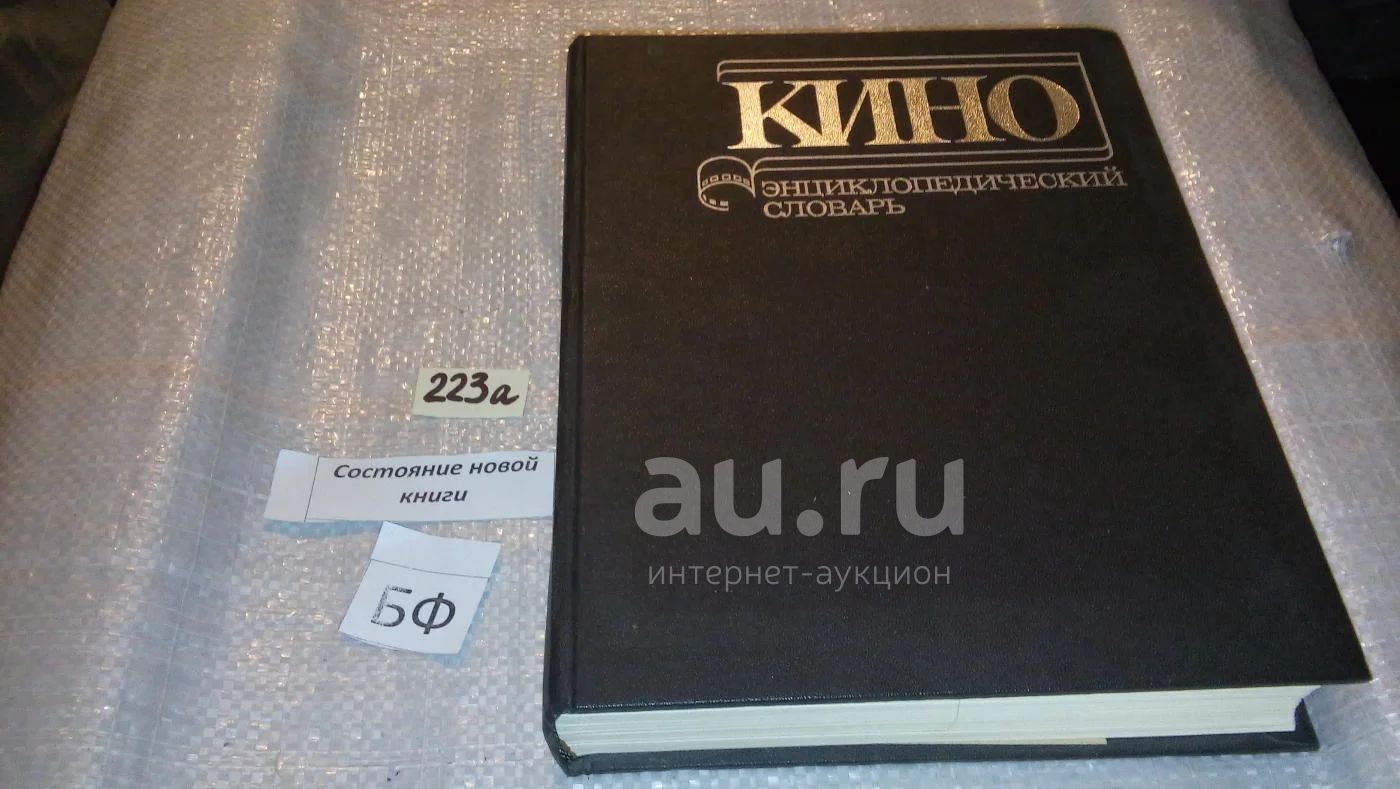 КИНО
ЭНЦИКЛОПЕДИЧЕСКИЙ
СЛОВАРЬ
223а
Состояние новой
книги
БФ
au.ru
интернет-аукцион